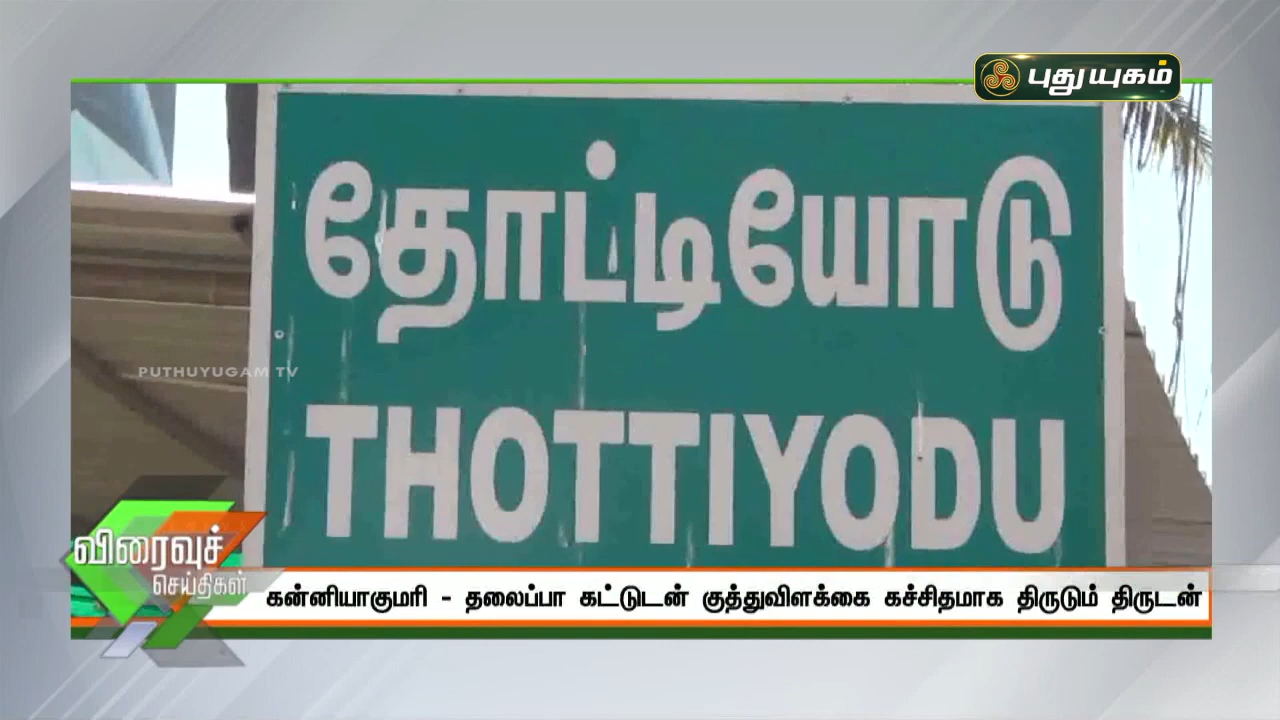 புதுயுகம்
தோட்டியோடு
PUTHUYUGAM TV
THOTTIYODU
விரைவுச்
செய்திகள்
கன்னியாகுமரி - தலைப்பா கட்டுடன் குத்துவிளக்கை கச்சிதமாக திருடும் திருடன்